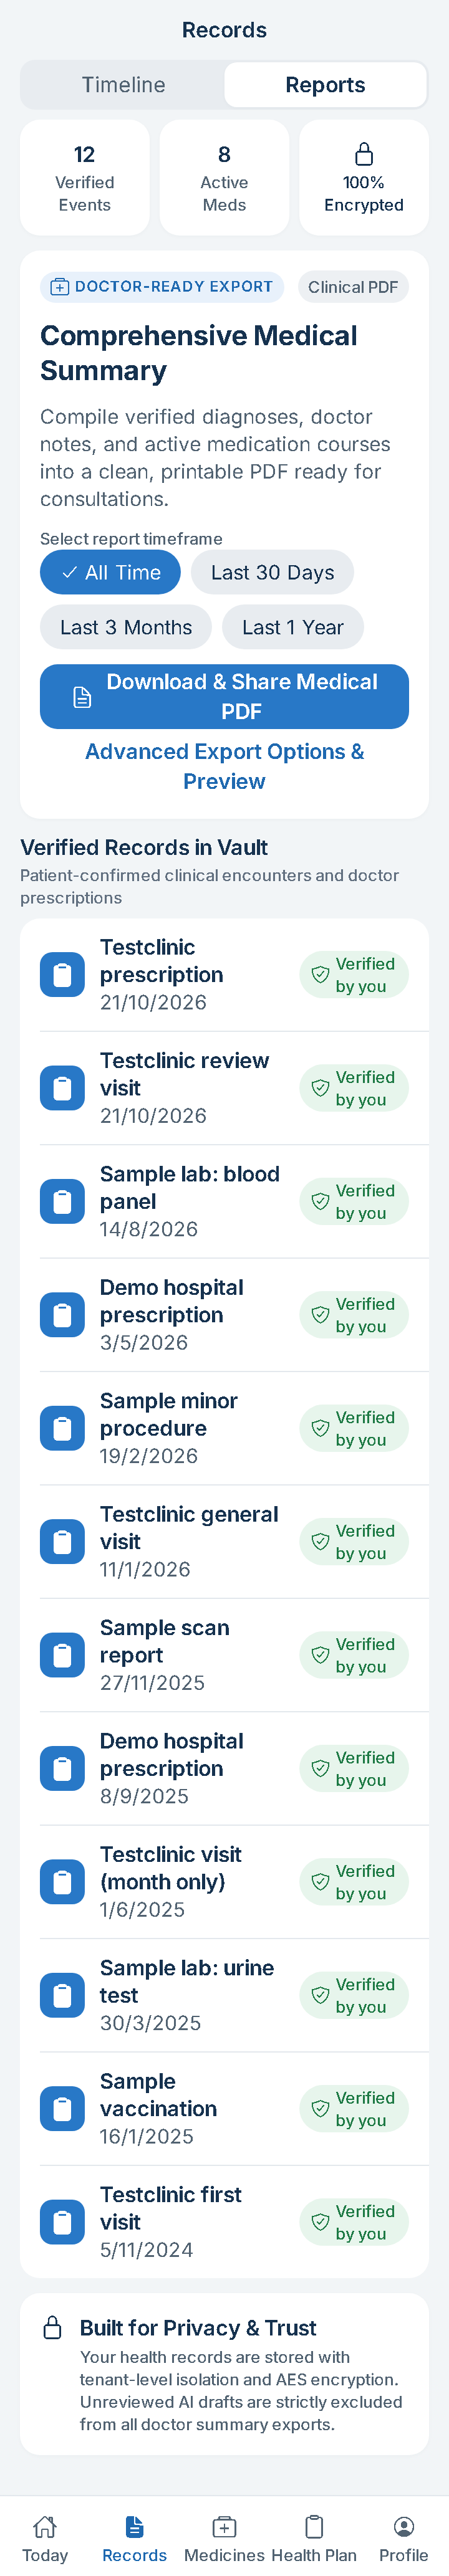 Records
Timeline
Reports
12
Verified
Events
8
Active
Meds
100%
Encrypted
DOCTOR-READY EXPORT
Clinical PDF
Comprehensive Medical
Summary
Compile verified diagnoses, doctor
notes, and active medication courses
into a clean, printable PDF ready for
consultations.
Select report timeframe
All Time
Last 30 Days
Last 3 Months
Last 1 Year
Download & Share Medical
PDF
Advanced Export Options &
Preview
Verified Records in Vault
Patient-confirmed clinical encounters and doctor
prescriptions
Testclinic
prescription
21/10/2026
Verified
by you
Testclinic review
visit
21/10/2026
Verified
by you
Sample lab: blood
panel
14/8/2026
Verified
by you
Demo hospital
prescription
3/5/2026
Verified
by you
Sample minor
procedure
19/2/2026
Verified
by you
Testclinic general
visit
11/1/2026
Verified
by you
Sample scan
report
27/11/2025
Verified
by you
Demo hospital
prescription
8/9/2025
Verified
by you
Testclinic visit
(month only)
1/6/2025
Verified
by you
Sample lab: urine
test
30/3/2025
Verified
by you
Sample
vaccination
16/1/2025
Verified
by you
Testclinic first
visit
5/11/2024
Verified
by you
Built for Privacy & Trust
Your health records are stored with
tenant-level isolation and AES encryption.
Unreviewed AI drafts are strictly excluded
from all doctor summary exports.
Today
Records
Medicines
Health Plan
Profile